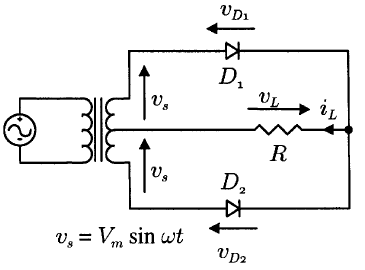 v_{D1}
D_1
v_s
v_L
i_L
R
v_s
D_2
v_s = V_m sin ωt
v_{D2}